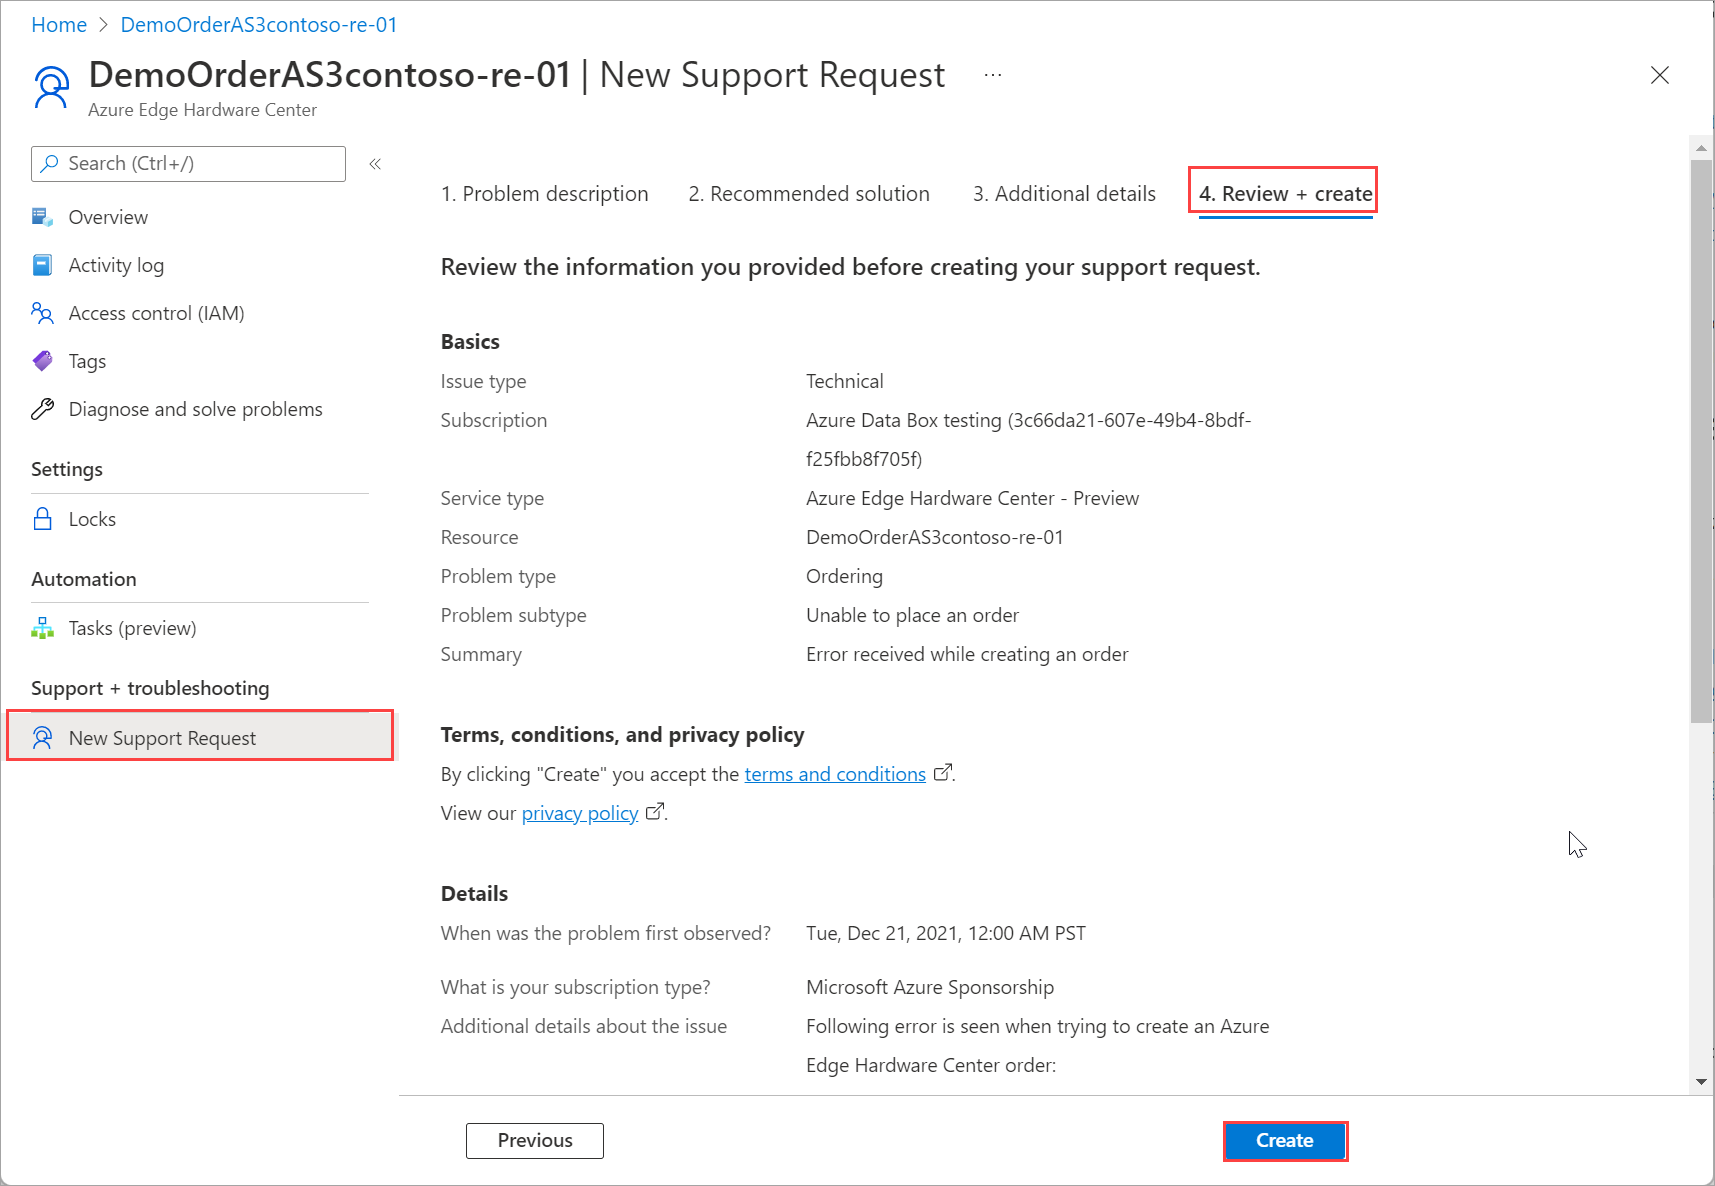 Home > DemoOrderAS3contoso-re-01
DemoOrderAS3contoso-re-01 | New Support Request ...
Azure Edge Hardware Center
Search (Ctrl+/) «
Overview
Activity log
Access control (IAM)
Tags
Diagnose and solve problems
Settings
Locks
Automation
Tasks (preview)
Support + troubleshooting
New Support Request
1. Problem description 2. Recommended solution 3. Additional details 4. Review + create
Review the information you provided before creating your support request.
Basics
Issue type Technical
Subscription Azure Data Box testing (3c66da21-607e-49b4-8bdf-
f25fbb8f705f)
Service type Azure Edge Hardware Center - Preview
Resource DemoOrderAS3contoso-re-01
Problem type Ordering
Problem subtype Unable to place an order
Summary Error received while creating an order
Terms, conditions, and privacy policy
By clicking "Create" you accept the terms and conditions.
View our privacy policy.
Details
When was the problem first observed? Tue, Dec 21, 2021, 12:00 AM PST
What is your subscription type? Microsoft Azure Sponsorship
Additional details about the issue Following error is seen when trying to create an Azure
Edge Hardware Center order:
Previous Create